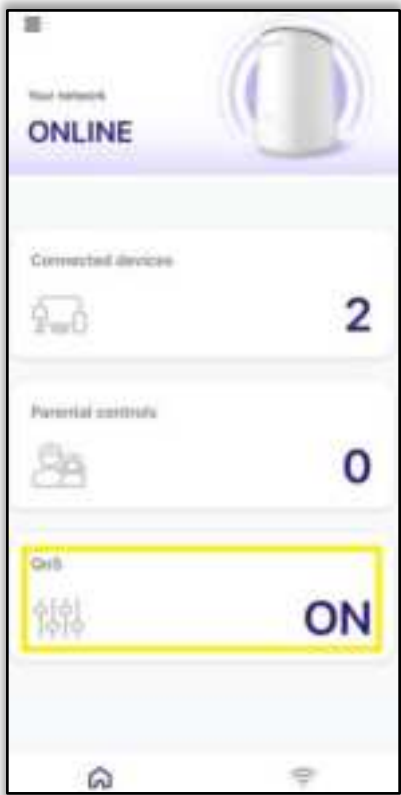 Your network
ONLINE
Connected devices
2
Parental controls
0
QoS
ON